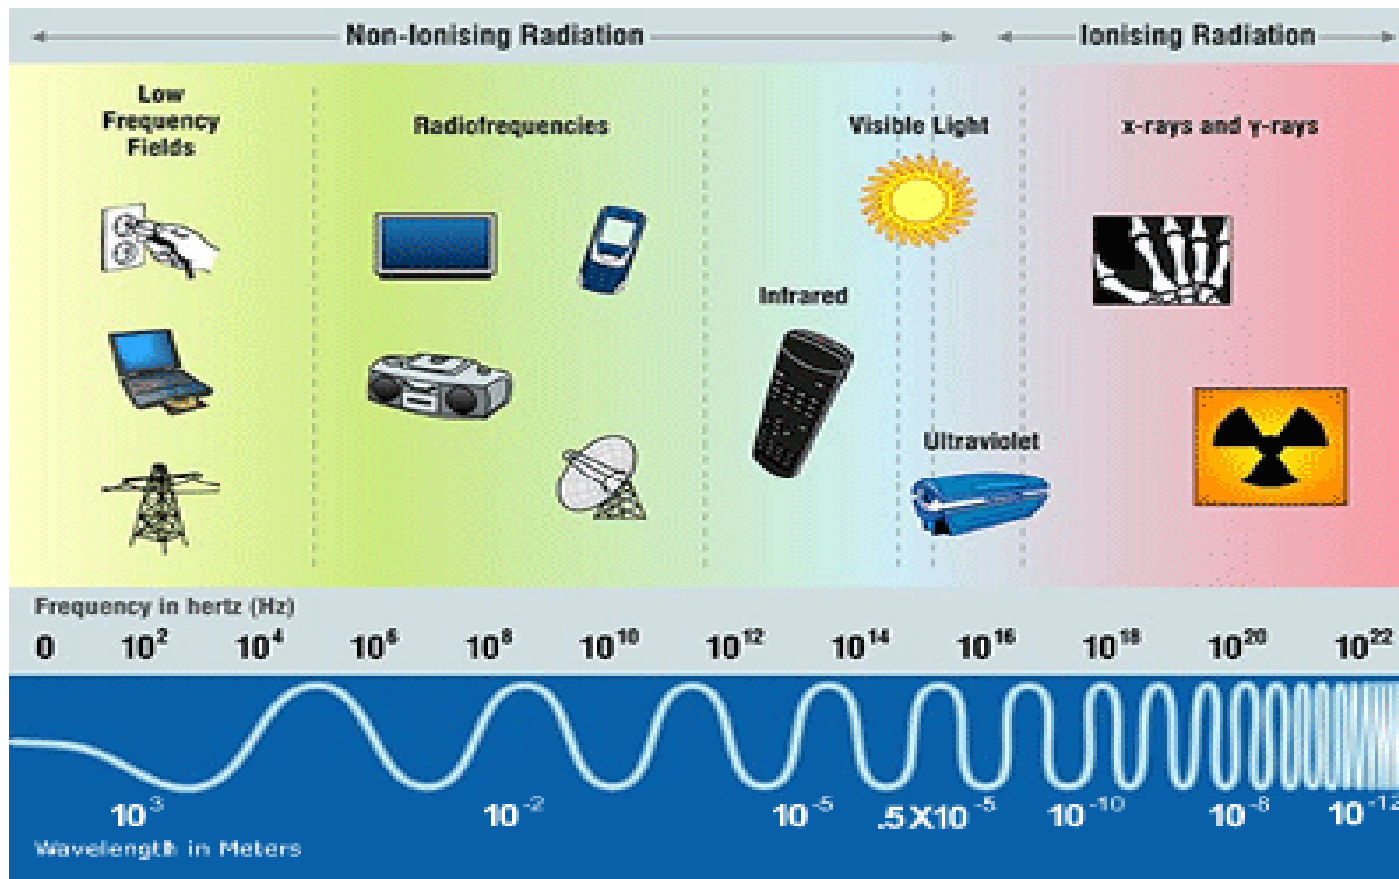 Non-Ionising Radiation
Ionising Radiation
Low
Frequency
Fields
Radiofrequencies
Visible Light
x-rays and γ-rays
Infrared
Ultraviolet
Frequency in hertz (Hz)
0 10² 10⁴ 10⁶ 10⁸ 10¹⁰ 10¹² 10¹⁴ 10¹⁶ 10¹⁸ 10²⁰ 10²²
10³ 10⁻² 10⁻⁵ .5X10⁻⁵ 10⁻¹⁰ 10⁻⁸ 10⁻¹²
Wavelength in Meters